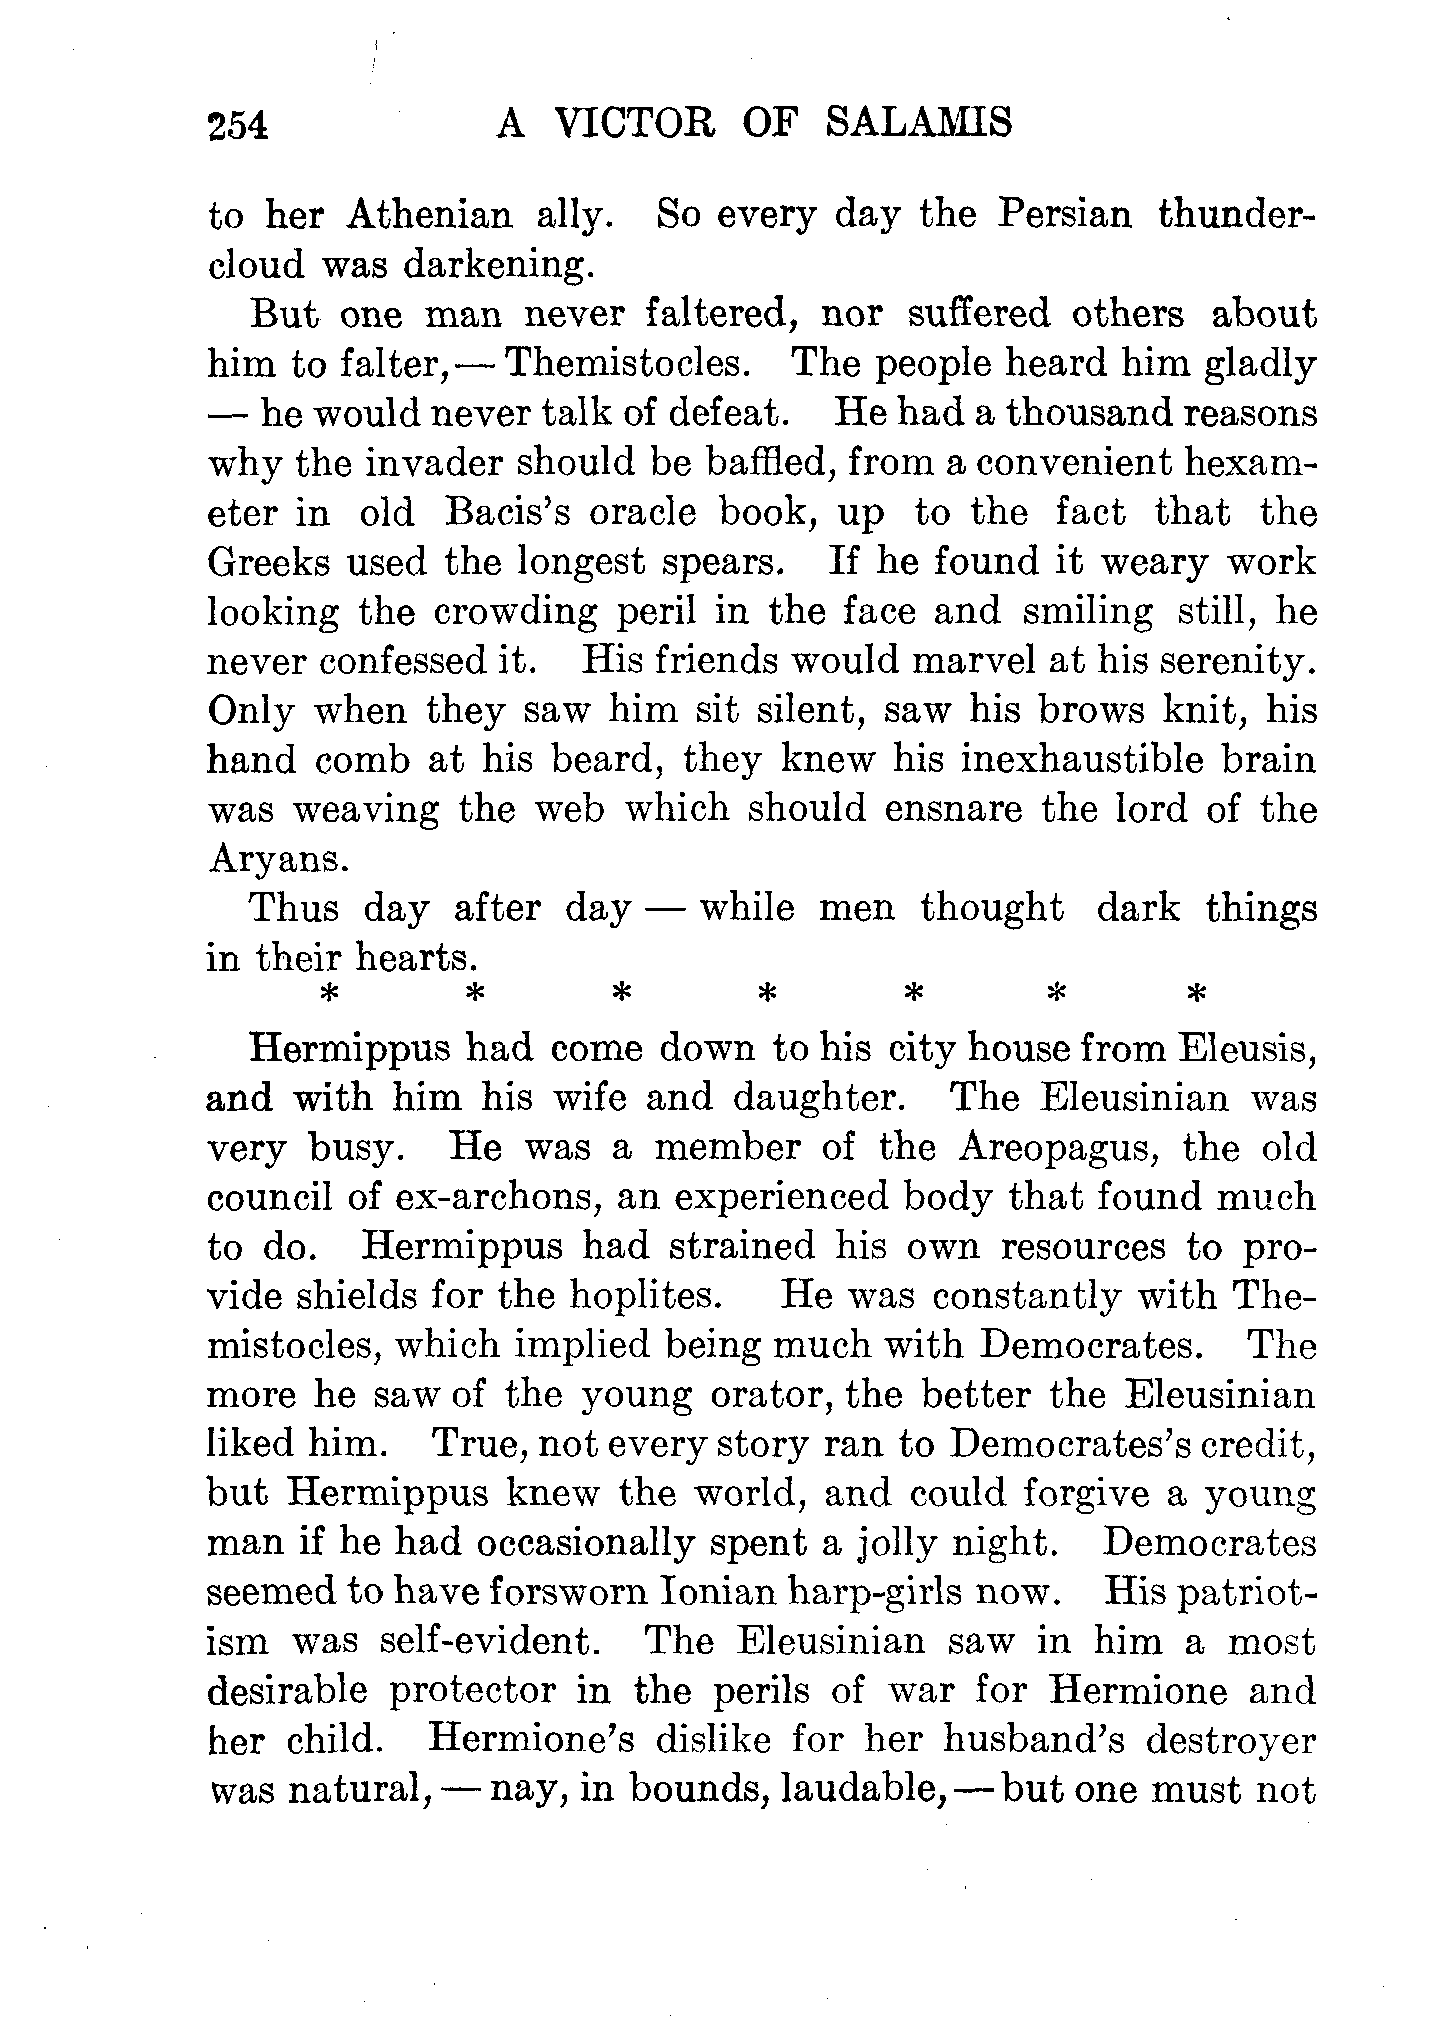 254 A VICTOR OF SALAMIS
to her Athenian ally. So every day the Persian thunder-
cloud was darkening.
But one man never faltered, nor suffered others about
him to falter,— Themistocles. The people heard him gladly
— he would never talk of defeat. He had a thousand reasons
why the invader should be baffled, from a convenient hexam-
eter in old Bacis's oracle book, up to the fact that the
Greeks used the longest spears. If he found it weary work
looking the crowding peril in the face and smiling still, he
never confessed it. His friends would marvel at his serenity.
Only when they saw him sit silent, saw his brows knit, his
hand comb at his beard, they knew his inexhaustible brain
was weaving the web which should ensnare the lord of the
Aryans.
Thus day after day — while men thought dark things
in their hearts.
* * * * * * *
Hermippus had come down to his city house from Eleusis,
and with him his wife and daughter. The Eleusinian was
very busy. He was a member of the Areopagus, the old
council of ex-archons, an experienced body that found much
to do. Hermippus had strained his own resources to pro-
vide shields for the hoplites. He was constantly with The-
mistocles, which implied being much with Democrates. The
more he saw of the young orator, the better the Eleusinian
liked him. True, not every story ran to Democrates's credit,
but Hermippus knew the world, and could forgive a young
man if he had occasionally spent a jolly night. Democrates
seemed to have forsworn Ionian harp-girls now. His patriot-
ism was self-evident. The Eleusinian saw in him a most
desirable protector in the perils of war for Hermione and
her child. Hermione's dislike for her husband's destroyer
was natural, — nay, in bounds, laudable, — but one must not